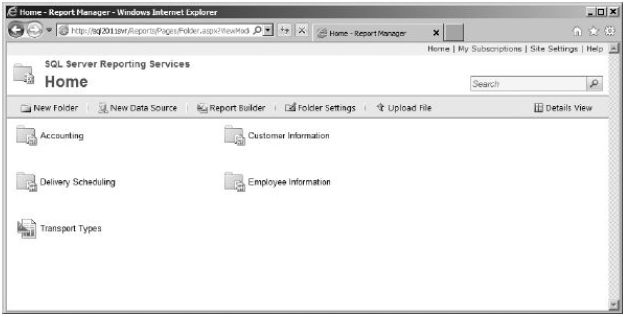 Home - Report Manager - Windows Internet Explorer
http://sql2011svr/Reports/Pages/Folder.aspx?ViewMod
Home - Report Manager
Home | My Subscriptions | Site Settings | Help
SQL Server Reporting Services
Home
Search
New Folder | New Data Source | Report Builder | Folder Settings | Upload File
Details View
Accounting
Customer Information
Delivery Scheduling
Employee Information
Transport Types